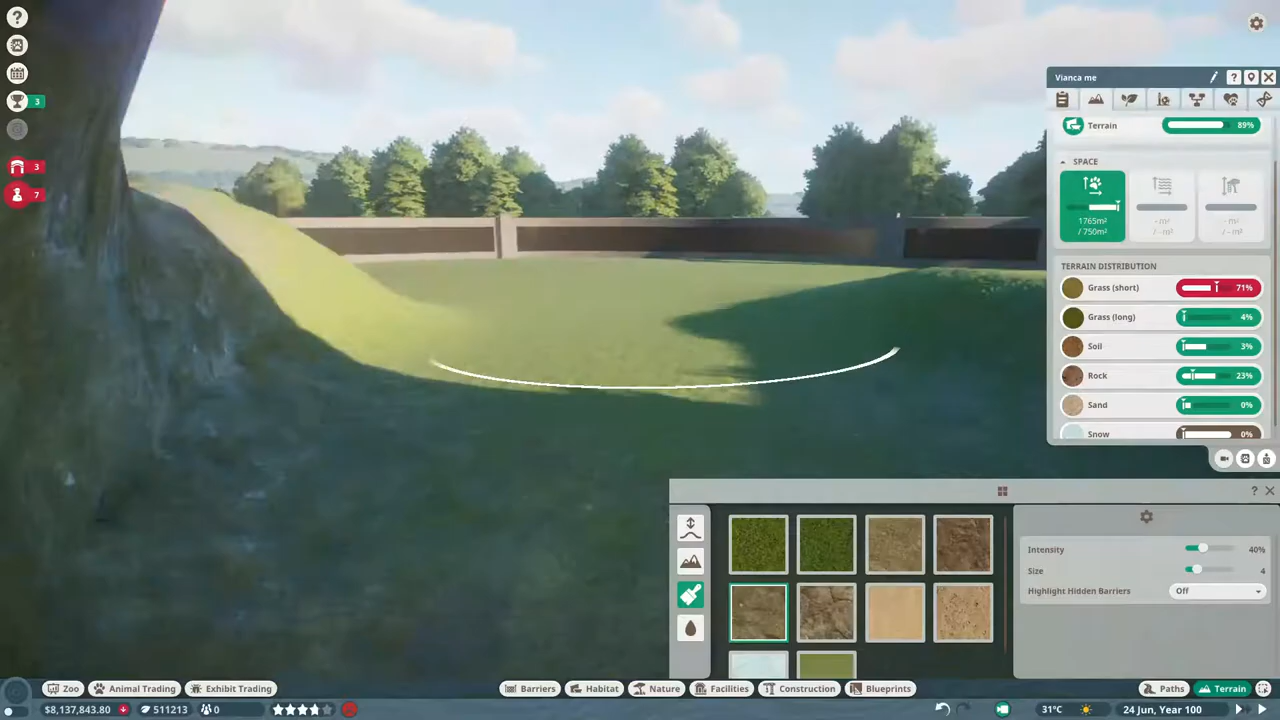 ?
3
3
7
Vianca me
?
Terrain 89%
SPACE
1765m²
/ 750m²
- m²
/ - m²
- m²
/ - m²
TERRAIN DISTRIBUTION
Grass (short) 71%
Grass (long) 4%
Soil 3%
Rock 23%
Sand 0%
Snow 0%
?
Intensity 40%
Size 4
Highlight Hidden Barriers Off
Zoo Animal Trading Exhibit Trading Barriers Habitat Nature Facilities Construction Blueprints Paths Terrain
$8,137,843.80 511213 0 31°C 24 Jun, Year 100